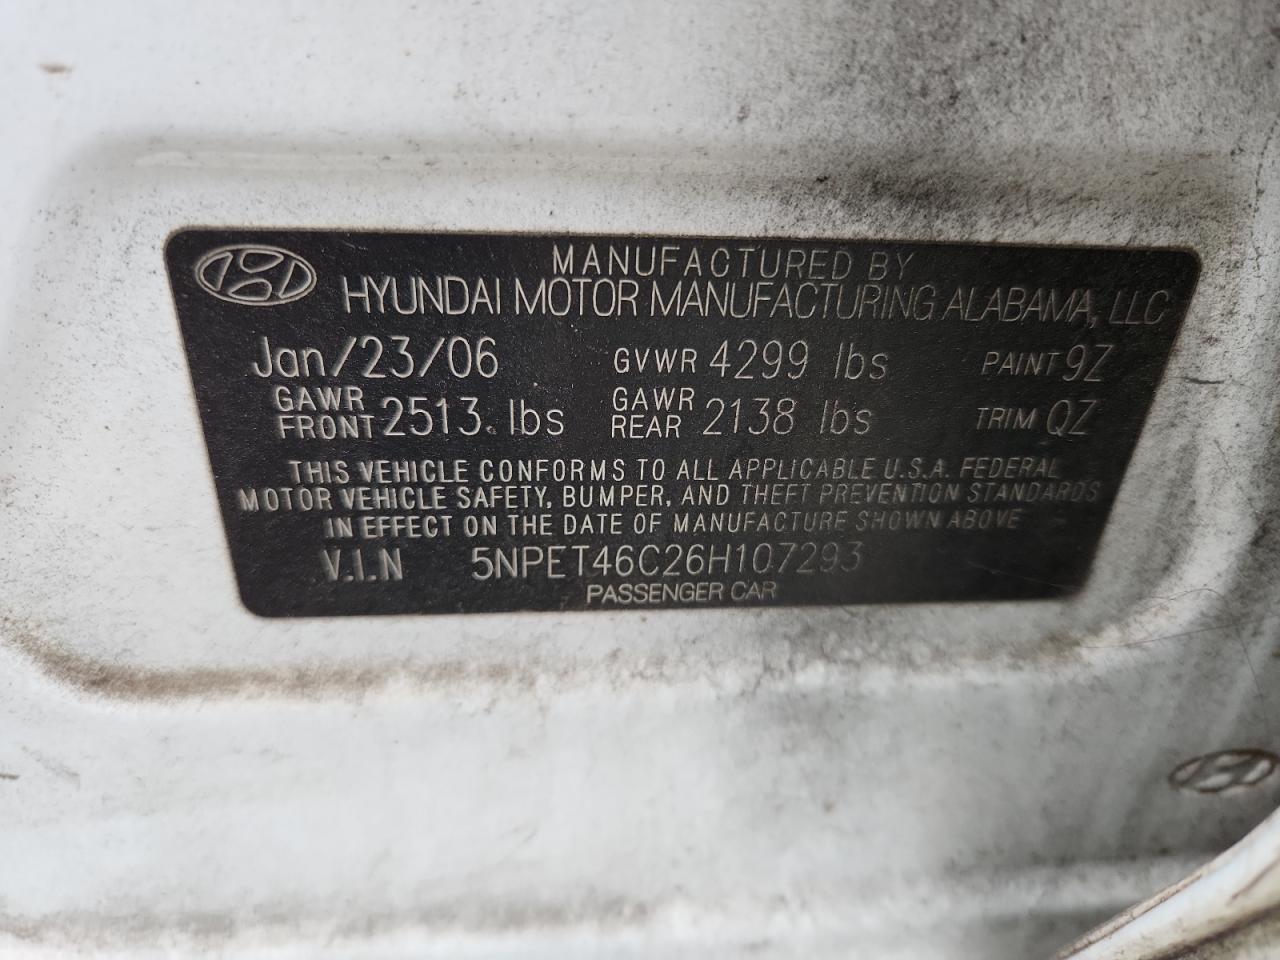 MANUFACTURED BY
HYUNDAI MOTOR MANUFACTURING ALABAMA, LLC
Jan/23/06 GVWR 4299 lbs PAINT 9Z
GAWR FRONT 2513 lbs GAWR REAR 2138 lbs TRIM QZ
THIS VEHICLE CONFORMS TO ALL APPLICABLE U.S.A. FEDERAL
MOTOR VEHICLE SAFETY, BUMPER, AND THEFT PREVENTION STANDARDS
IN EFFECT ON THE DATE OF MANUFACTURE SHOWN ABOVE
V.I.N 5NPET46C26H107293
PASSENGER CAR